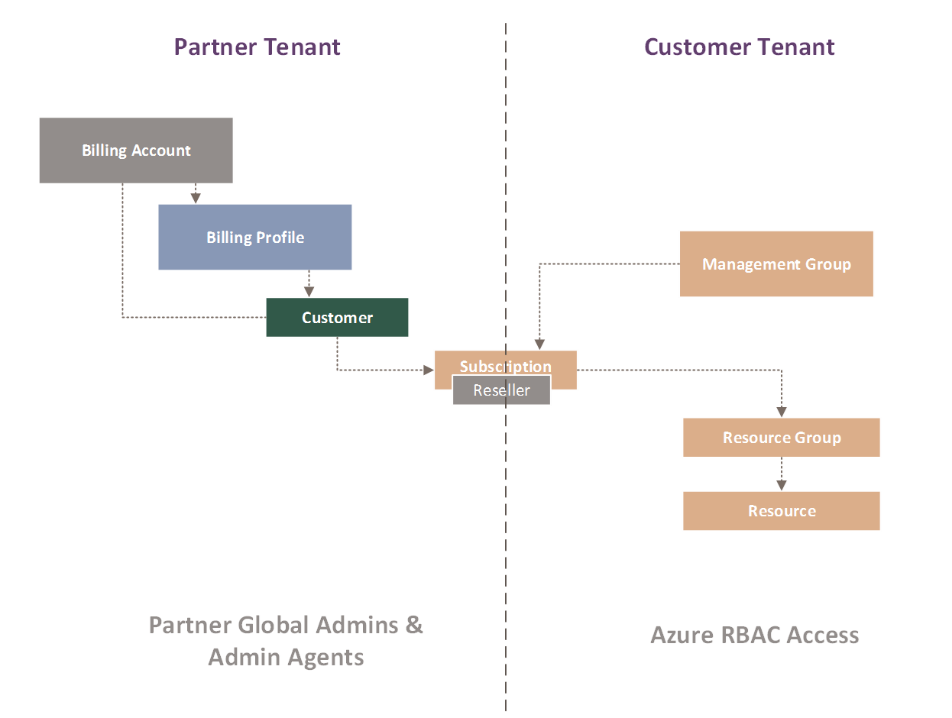 Partner Tenant
Customer Tenant
Billing Account
Billing Profile
Management Group
Customer
Subscription
Reseller
Resource Group
Resource
Partner Global Admins &
Admin Agents
Azure RBAC Access